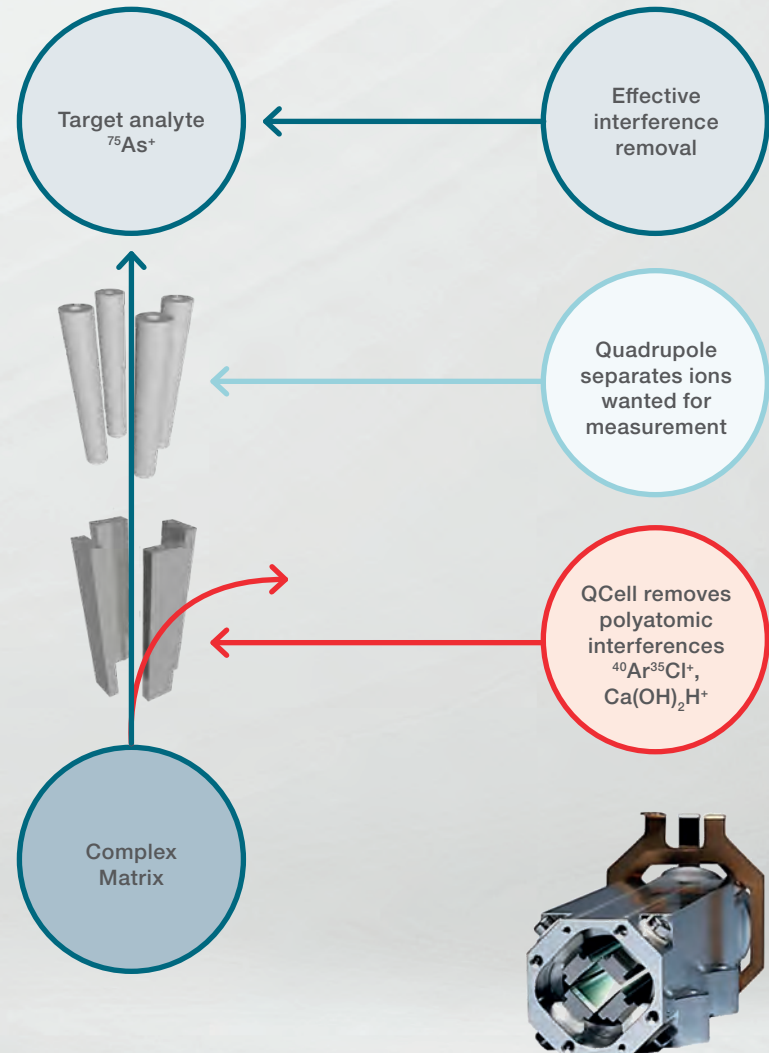 Target analyte
⁷⁵As⁺
Effective
interference
removal
Quadrupole
separates ions
wanted for
measurement
QCell removes
polyatomic
interferences
⁴⁰Ar³⁵Cl⁺,
Ca(OH)₂H⁺
Complex
Matrix